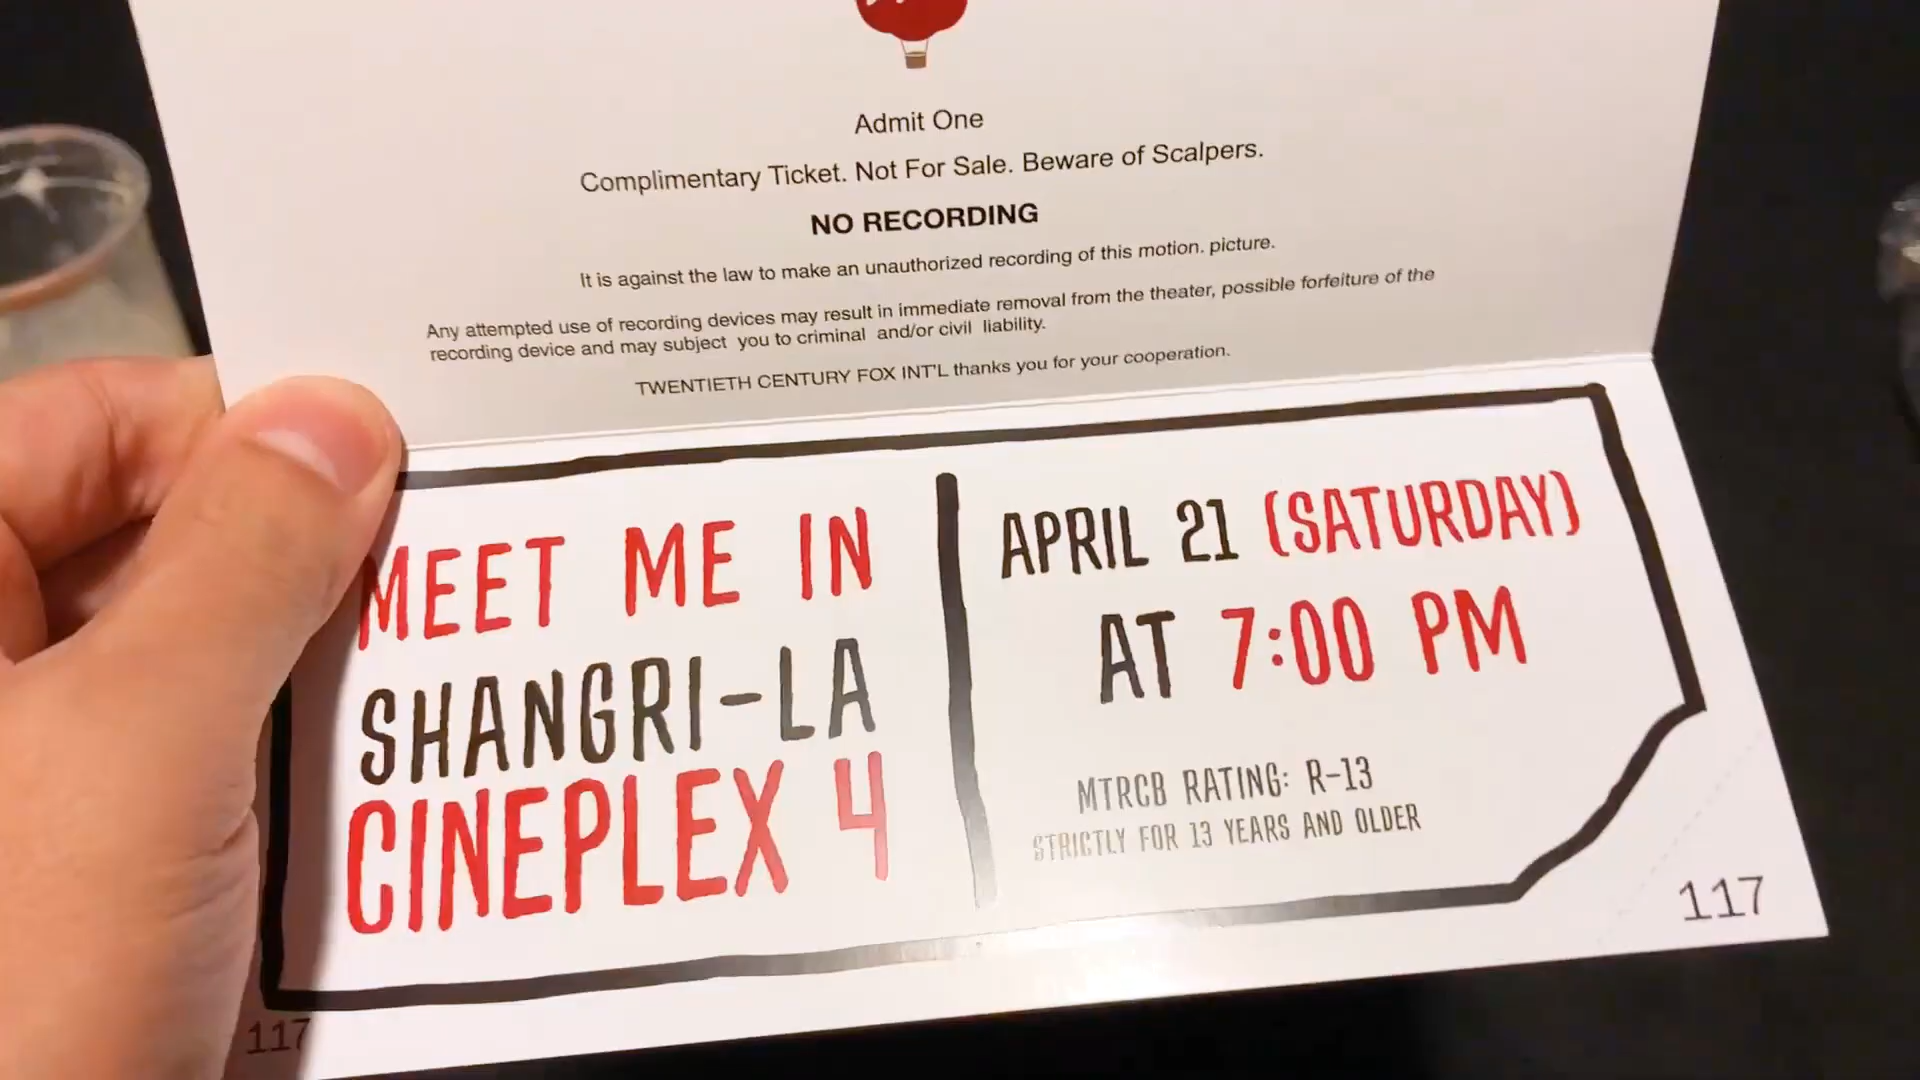 Admit One
Complimentary Ticket. Not For Sale. Beware of Scalpers.
NO RECORDING
It is against the law to make an unauthorized recording of this motion. picture.
Any attempted use of recording devices may result in immediate removal from the theater, possible forfeiture of the
recording device and may subject you to criminal and/or civil liability.
TWENTIETH CENTURY FOX INT'L thanks you for your cooperation.
MEET ME IN
SHANGRI-LA
CINEPLEX 4
APRIL 21 (SATURDAY)
AT 7:00 PM
MTRCB RATING: R-13
STRICTLY FOR 13 YEARS AND OLDER
117
117